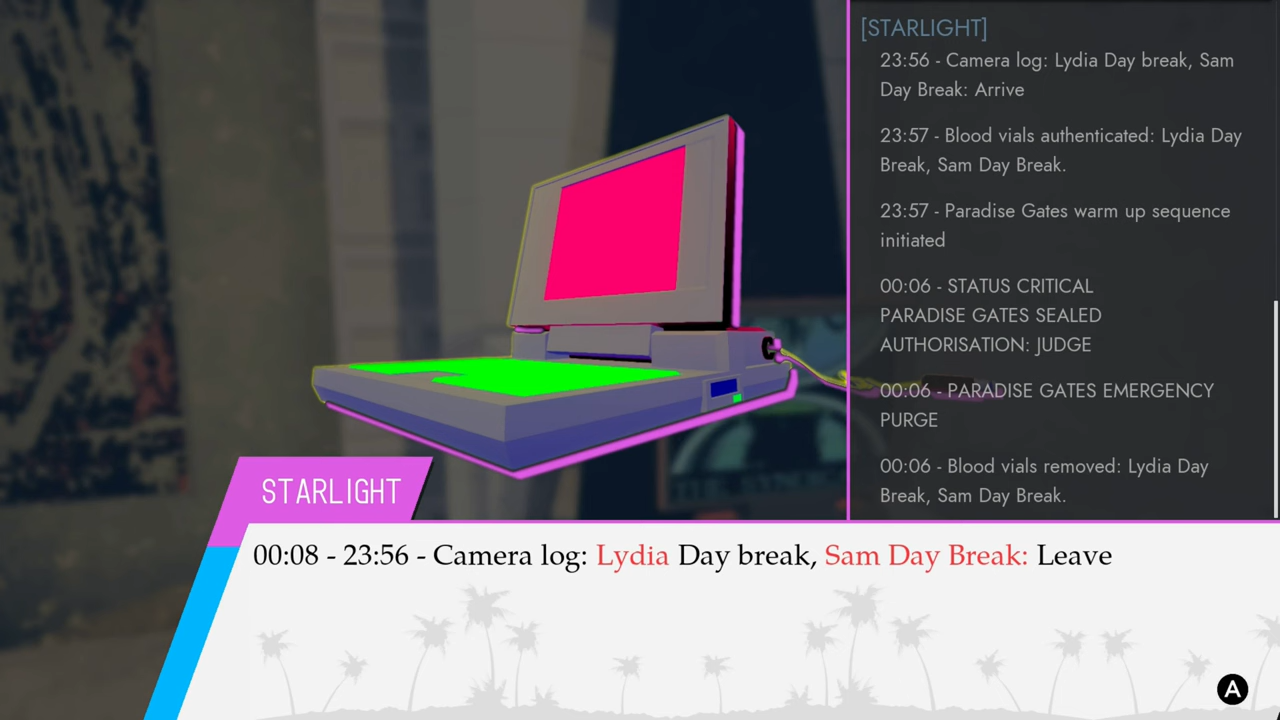 [STARLIGHT]
23:56 - Camera log: Lydia Day break, Sam
Day Break: Arrive
23:57 - Blood vials authenticated: Lydia Day
Break, Sam Day Break.
23:57 - Paradise Gates warm up sequence
initiated
00:06 - STATUS CRITICAL
PARADISE GATES SEALED
AUTHORISATION: JUDGE
00:06 - PARADISE GATES EMERGENCY
PURGE
00:06 - Blood vials removed: Lydia Day
Break, Sam Day Break.
STARLIGHT
00:08 - 23:56 - Camera log: Lydia Day break, Sam Day Break: Leave
A